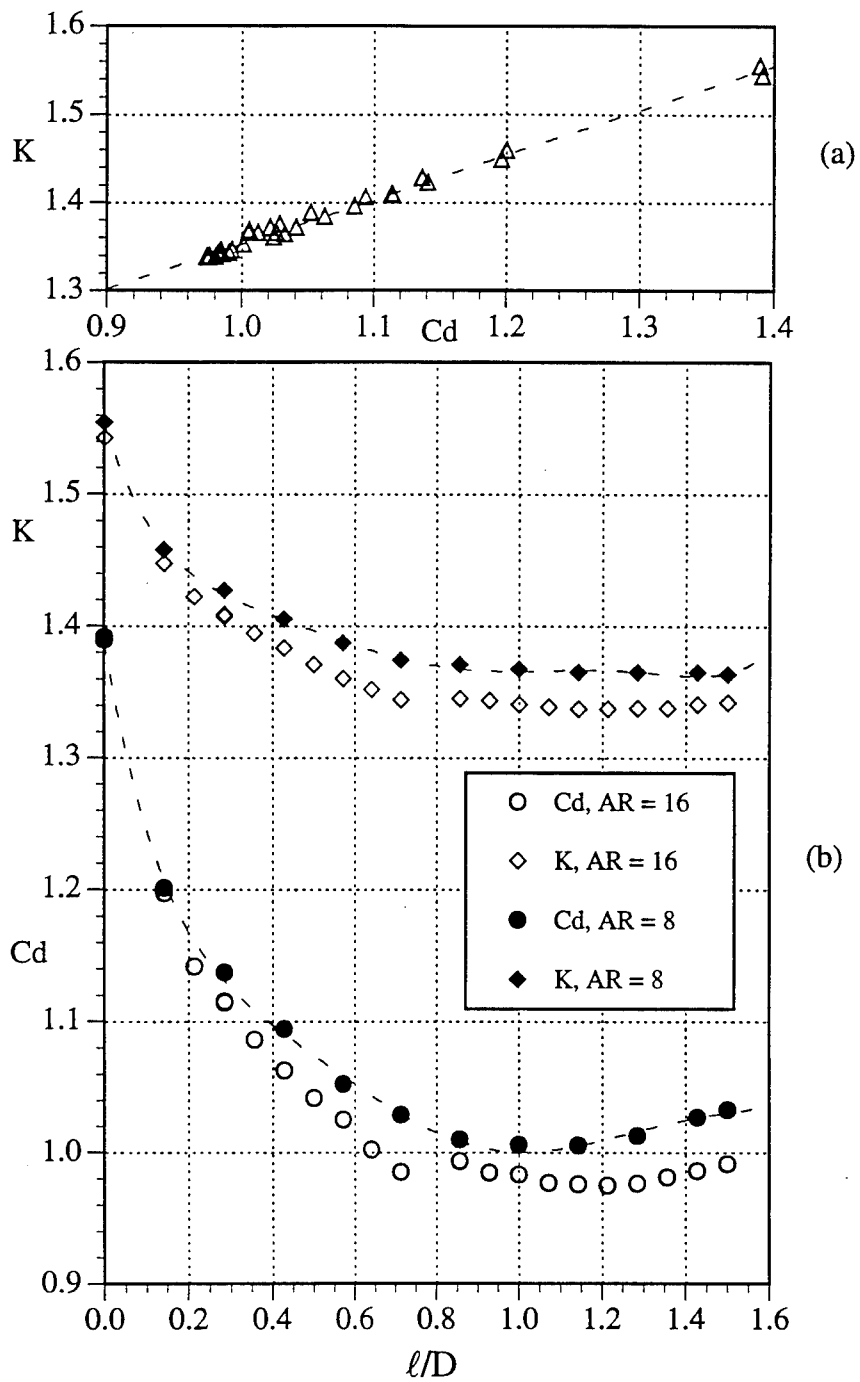 1.6
1.5
K
(a)
1.4
1.3
0.9 1.0 1.1 1.2 1.3 1.4
Cd
1.6
1.5
K
1.4
1.3
Cd, AR = 16
K, AR = 16
(b)
Cd, AR = 8
K, AR = 8
1.2
Cd
1.1
1.0
0.9
0.0 0.2 0.4 0.6 0.8 1.0 1.2 1.4 1.6
ℓ/D